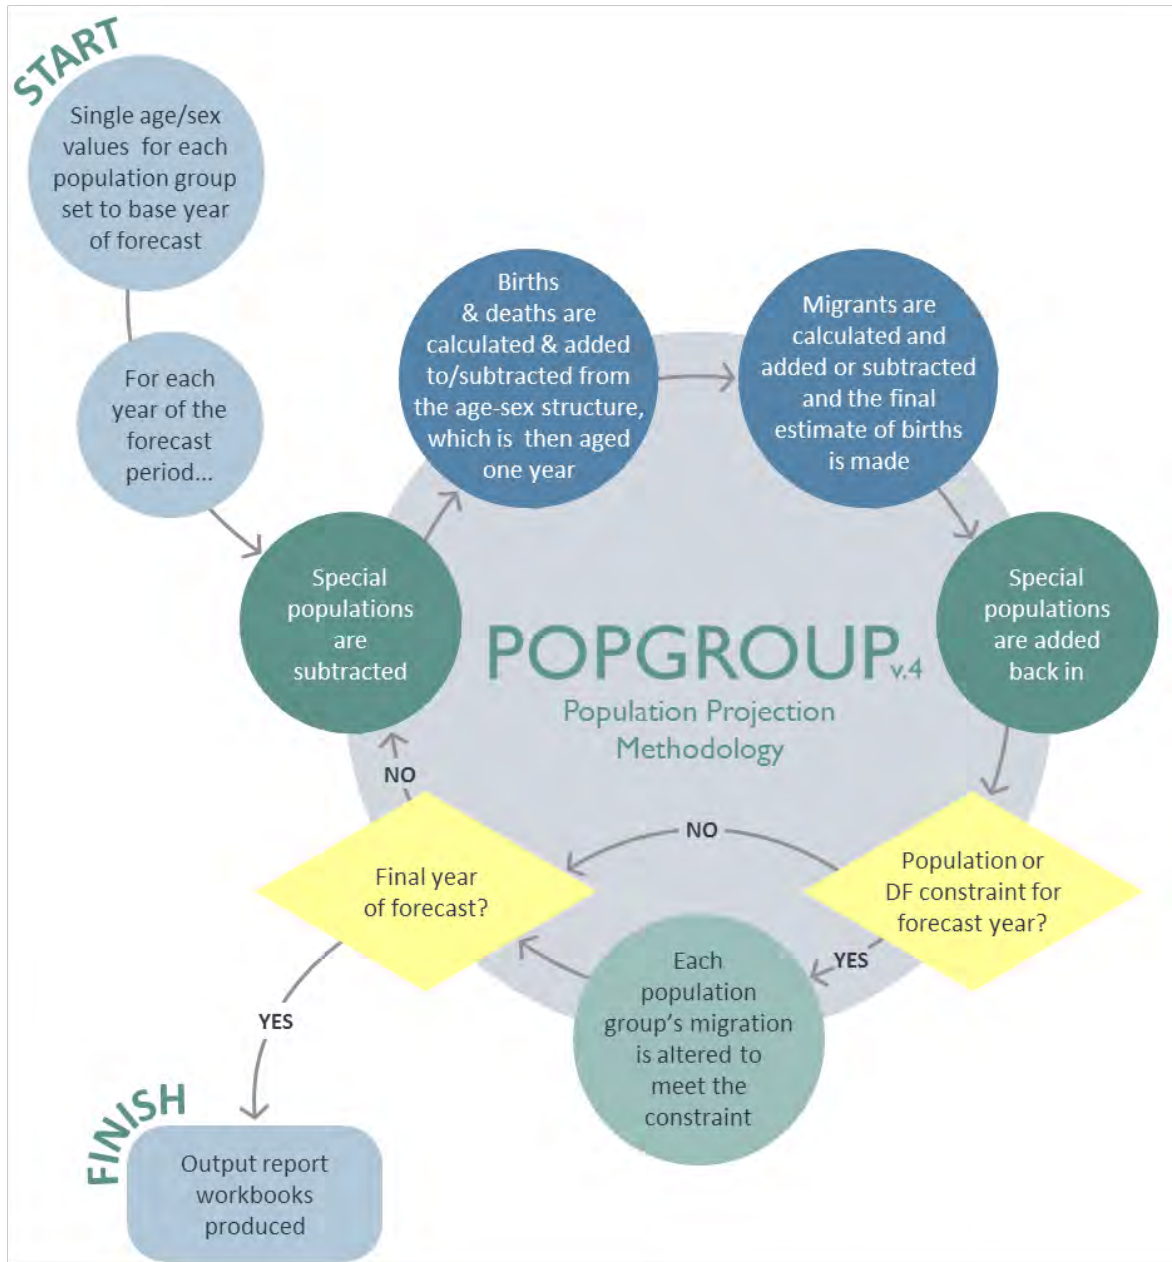 START
Single age/sex
values for each
population group
set to base year
of forecast
For each
year of the
forecast
period...
Special
populations
are
subtracted
Births
& deaths are
calculated & added
to/subtracted from
the age-sex structure,
which is then aged
one year
Migrants are
calculated and
added or subtracted
and the final
estimate of births
is made
Special
populations
are added
back in
POPGROUP v.4
Population Projection
Methodology
Population or
DF constraint for
forecast year?
NO
YES
Each
population
group's migration
is altered to
meet the
constraint
Final year
of forecast?
NO
YES
FINISH
Output report
workbooks
produced